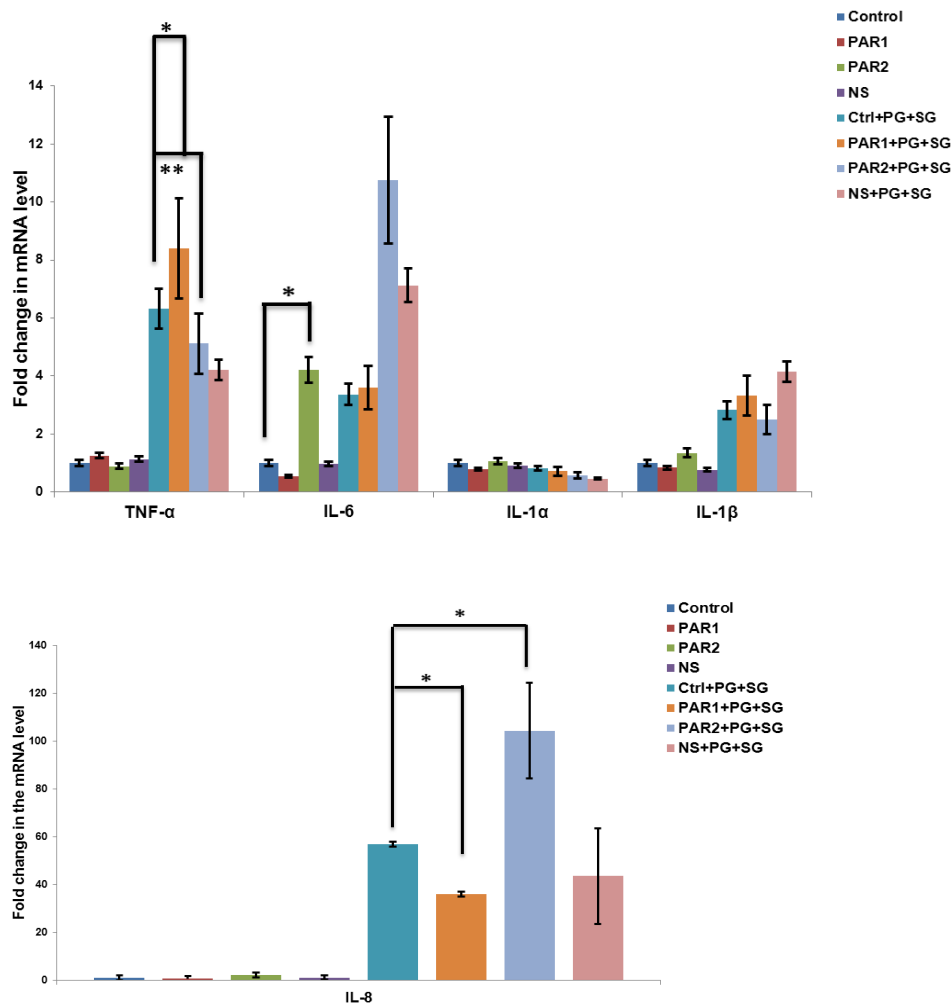 Control
PAR1
PAR2
NS
Ctrl+PG+SG
PAR1+PG+SG
PAR2+PG+SG
NS+PG+SG
*
**
*
Fold change in mRNA level
14
12
10
8
6
4
2
0
TNF-α IL-6 IL-1α IL-1β
Control
PAR1
PAR2
NS
Ctrl+PG+SG
PAR1+PG+SG
PAR2+PG+SG
NS+PG+SG
*
*
Fold change in the mRNA level
140
120
100
80
60
40
20
0
IL-8